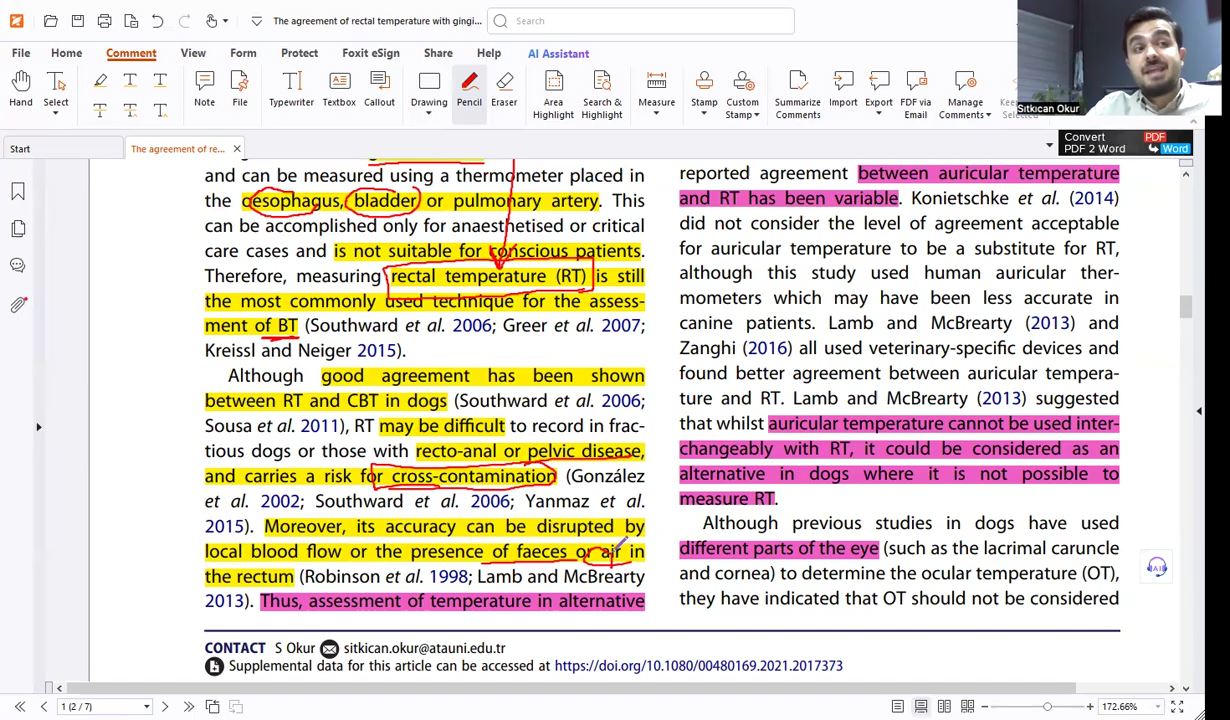 The agreement of rectal temperature with gingi...
Search
File
Home
Comment
View
Form
Protect
Foxit eSign
Share
Help
AI Assistant
Hand
Select
Note
File
Typewriter
Textbox
Callout
Drawing
Pencil
Eraser
Area
Highlight
Search &
Highlight
Measure
Stamp
Custom
Stamp
Summarize
Comments
Import
Export
FDF via
Email
Manage
Comments
Keep
Selected
Sıtkıcan Okur
Start
The agreement of re...
Convert
PDF 2 Word
PDF
Word
and can be measured using a thermometer placed in
the oesophagus, bladder or pulmonary artery. This
can be accomplished only for anaesthetised or critical
care cases and is not suitable for conscious patients.
Therefore, measuring rectal temperature (RT) is still
the most commonly used technique for the assess-
ment of BT (Southward et al. 2006; Greer et al. 2007;
Kreissl and Neiger 2015).
Although good agreement has been shown
between RT and CBT in dogs (Southward et al. 2006;
Sousa et al. 2011), RT may be difficult to record in frac-
tious dogs or those with recto-anal or pelvic disease,
and carries a risk for cross-contamination (González
et al. 2002; Southward et al. 2006; Yanmaz et al.
2015). Moreover, its accuracy can be disrupted by
local blood flow or the presence of faeces or air in
the rectum (Robinson et al. 1998; Lamb and McBrearty
2013). Thus, assessment of temperature in alternative
reported agreement between auricular temperature
and RT has been variable. Konietschke et al. (2014)
did not consider the level of agreement acceptable
for auricular temperature to be a substitute for RT,
although this study used human auricular ther-
mometers which may have been less accurate in
canine patients. Lamb and McBrearty (2013) and
Zanghi (2016) all used veterinary-specific devices and
found better agreement between auricular tempera-
ture and RT. Lamb and McBrearty (2013) suggested
that whilst auricular temperature cannot be used inter-
changeably with RT, it could be considered as an
alternative in dogs where it is not possible to
measure RT.
Although previous studies in dogs have used
different parts of the eye (such as the lacrimal caruncle
and cornea) to determine the ocular temperature (OT),
they have indicated that OT should not be considered
CONTACT S Okur sitkican.okur@atauni.edu.tr
Supplemental data for this article can be accessed at https://doi.org/10.1080/00480169.2021.2017373
1 (2 / 7)
172.66%